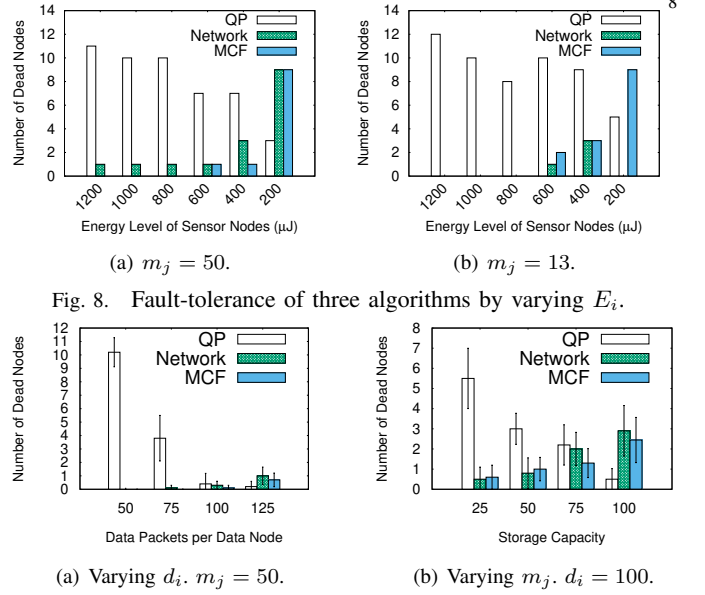 8
14
12
10
8
6
4
2
0
Number of Dead Nodes
QP
Network
MCF
1200
1000
800
600
400
200
Energy Level of Sensor Nodes (μJ)
(a) m_j = 50.
14
12
10
8
6
4
2
0
Number of Dead Nodes
QP
Network
MCF
1200
1000
800
600
400
200
Energy Level of Sensor Nodes (μJ)
(b) m_j = 13.
Fig. 8. Fault-tolerance of three algorithms by varying E_i.
12
11
10
9
8
7
6
5
4
3
2
1
0
Number of Dead Nodes
QP
Network
MCF
50 75 100 125
Data Packets per Data Node
(a) Varying d_i. m_j = 50.
8
7
6
5
4
3
2
1
0
Number of Dead Nodes
QP
Network
MCF
25 50 75 100
Storage Capacity
(b) Varying m_j. d_i = 100.